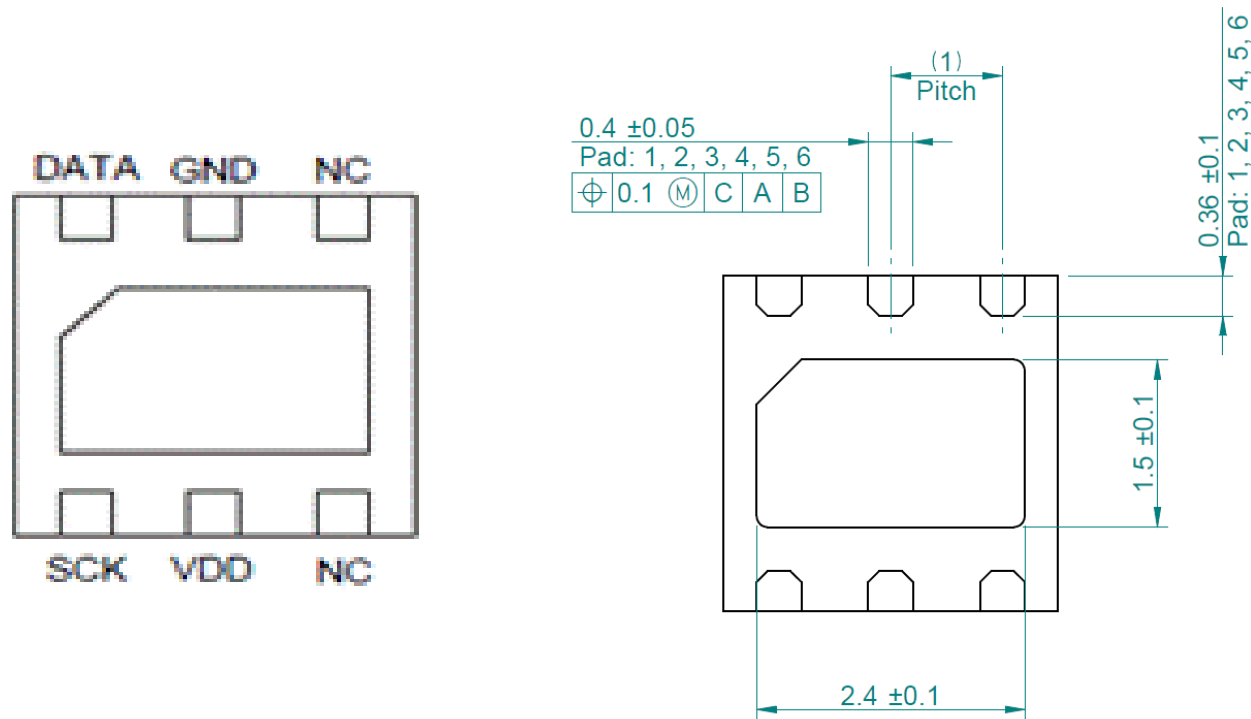 DATA GND NC
SCK VDD NC
(1)
Pitch
0.4 ±0.05
Pad: 1, 2, 3, 4, 5, 6
⌖ 0.1 Ⓜ C A B
0.36 ±0.1
Pad: 1, 2, 3, 4, 5, 6
1.5 ±0.1
2.4 ±0.1